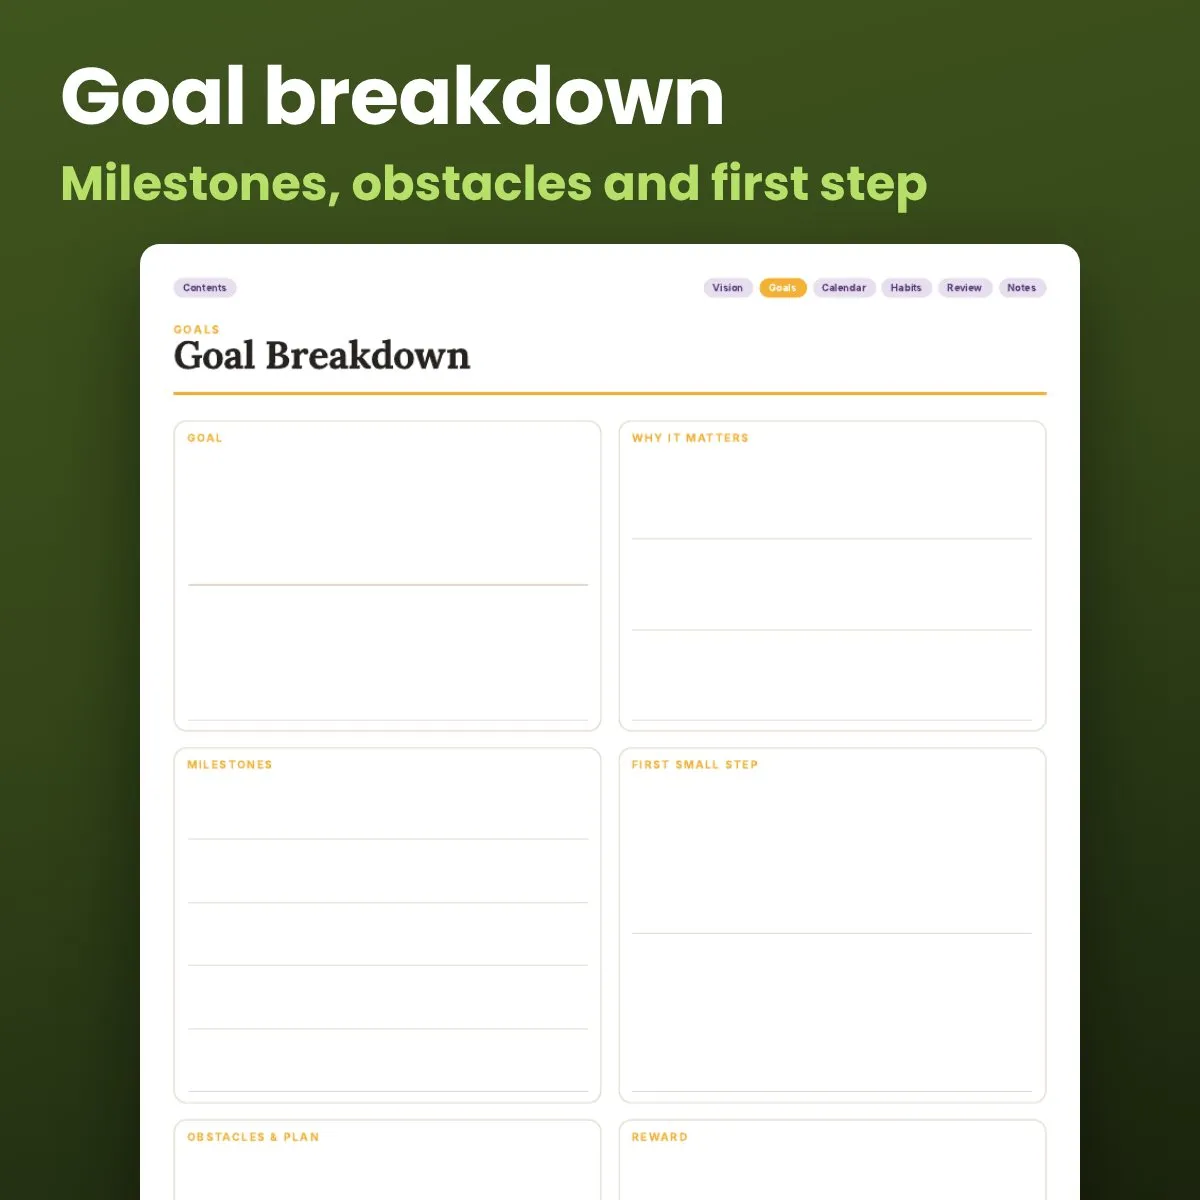 Goal breakdown
Milestones, obstacles and first step
Contents Vision Goals Calendar Habits Review Notes
GOALS
Goal Breakdown
GOAL WHY IT MATTERS
MILESTONES FIRST SMALL STEP
OBSTACLES & PLAN REWARD